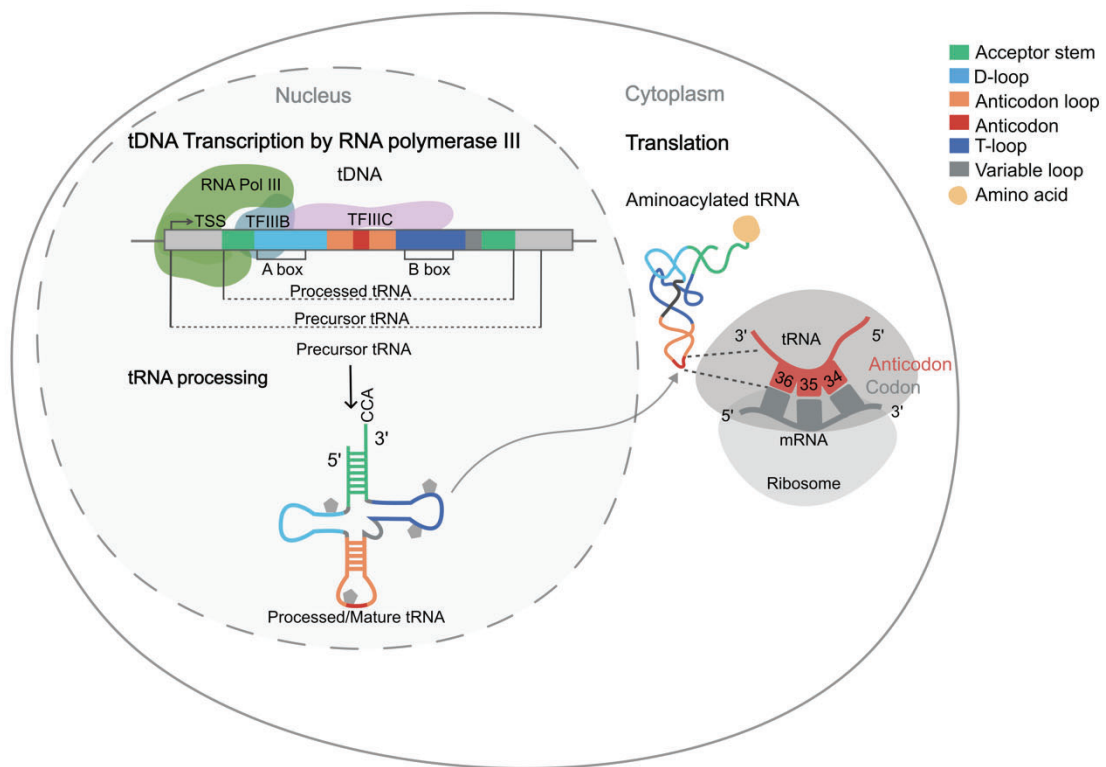 Nucleus
Cytoplasm
tDNA Transcription by RNA polymerase III
Translation
tDNA
RNA Pol III
TSS
TFIIIB
TFIIIC
A box
B box
Processed tRNA
Precursor tRNA
Precursor tRNA
tRNA processing
CCA
3'
5'
Processed/Mature tRNA
Aminoacylated tRNA
3'
tRNA
5'
Anticodon
36 35 34
Codon
5'
3'
mRNA
Ribosome
Acceptor stem
D-loop
Anticodon loop
Anticodon
T-loop
Variable loop
Amino acid